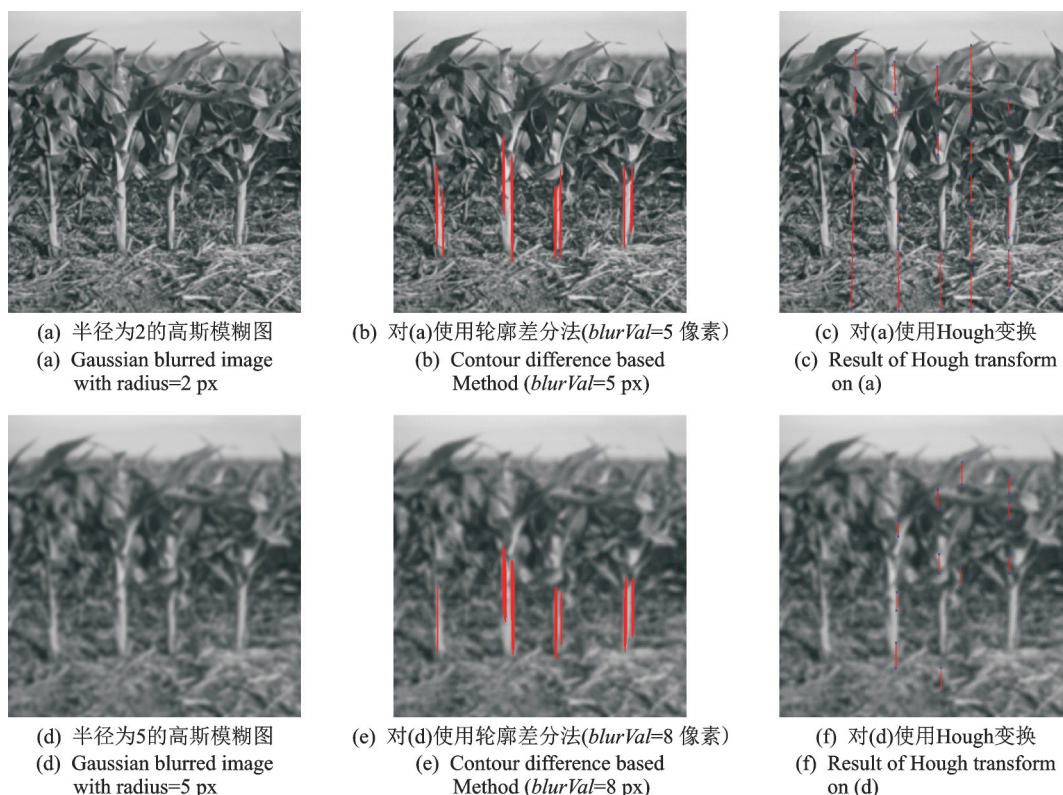 (a) 半径为2的高斯模糊图
(a) Gaussian blurred image
with radius=2 px
(b) 对(a)使用轮廓差分法(blurVal=5 像素)
(b) Contour difference based
Method (blurVal=5 px)
(c) 对(a)使用Hough变换
(c) Result of Hough transform
on (a)
(d) 半径为5的高斯模糊图
(d) Gaussian blurred image
with radius=5 px
(e) 对(d)使用轮廓差分法(blurVal=8 像素)
(e) Contour difference based
Method (blurVal=8 px)
(f) 对(d)使用Hough变换
(f) Result of Hough transform
on (d)